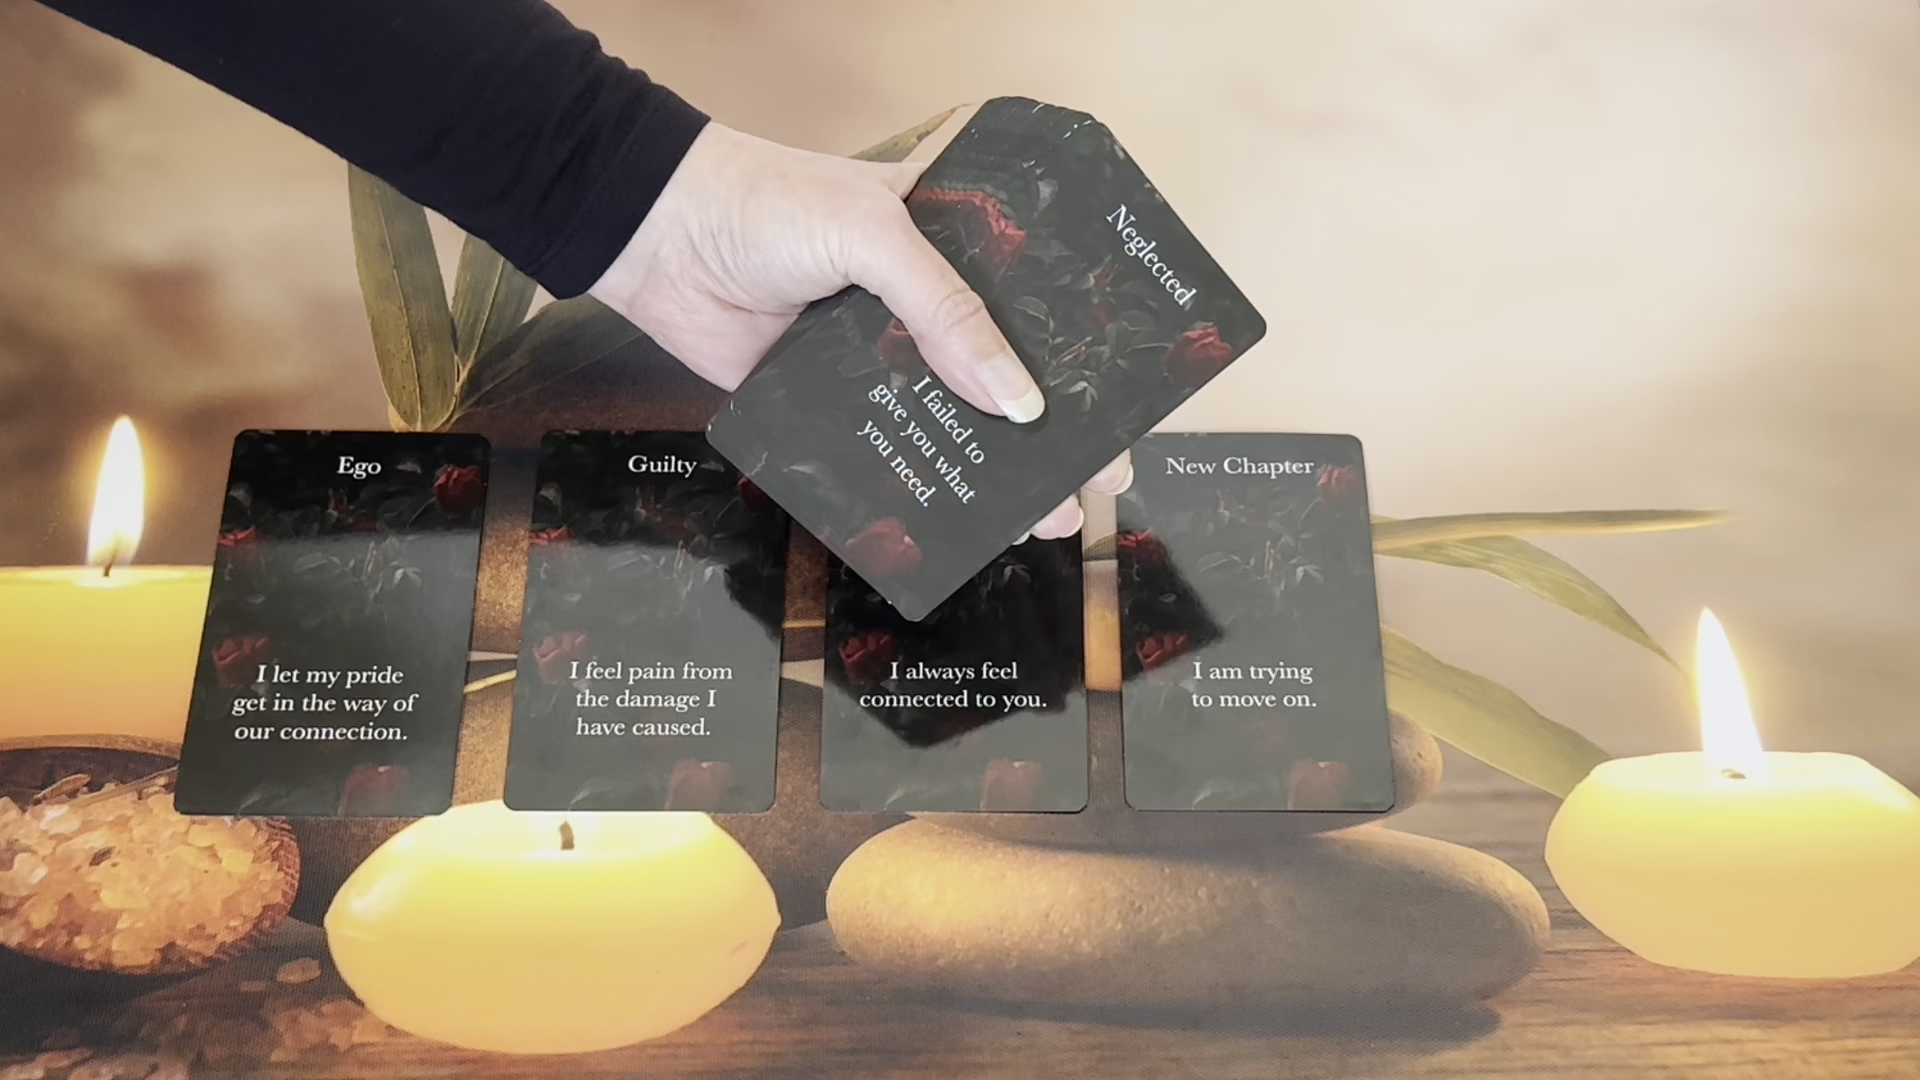 Neglected
I failed to
give you what
you need.
Ego
I let my pride
get in the way of
our connection.
Guilty
I feel pain from
the damage I
have caused.
I always feel
connected to you.
New Chapter
I am trying
to move on.